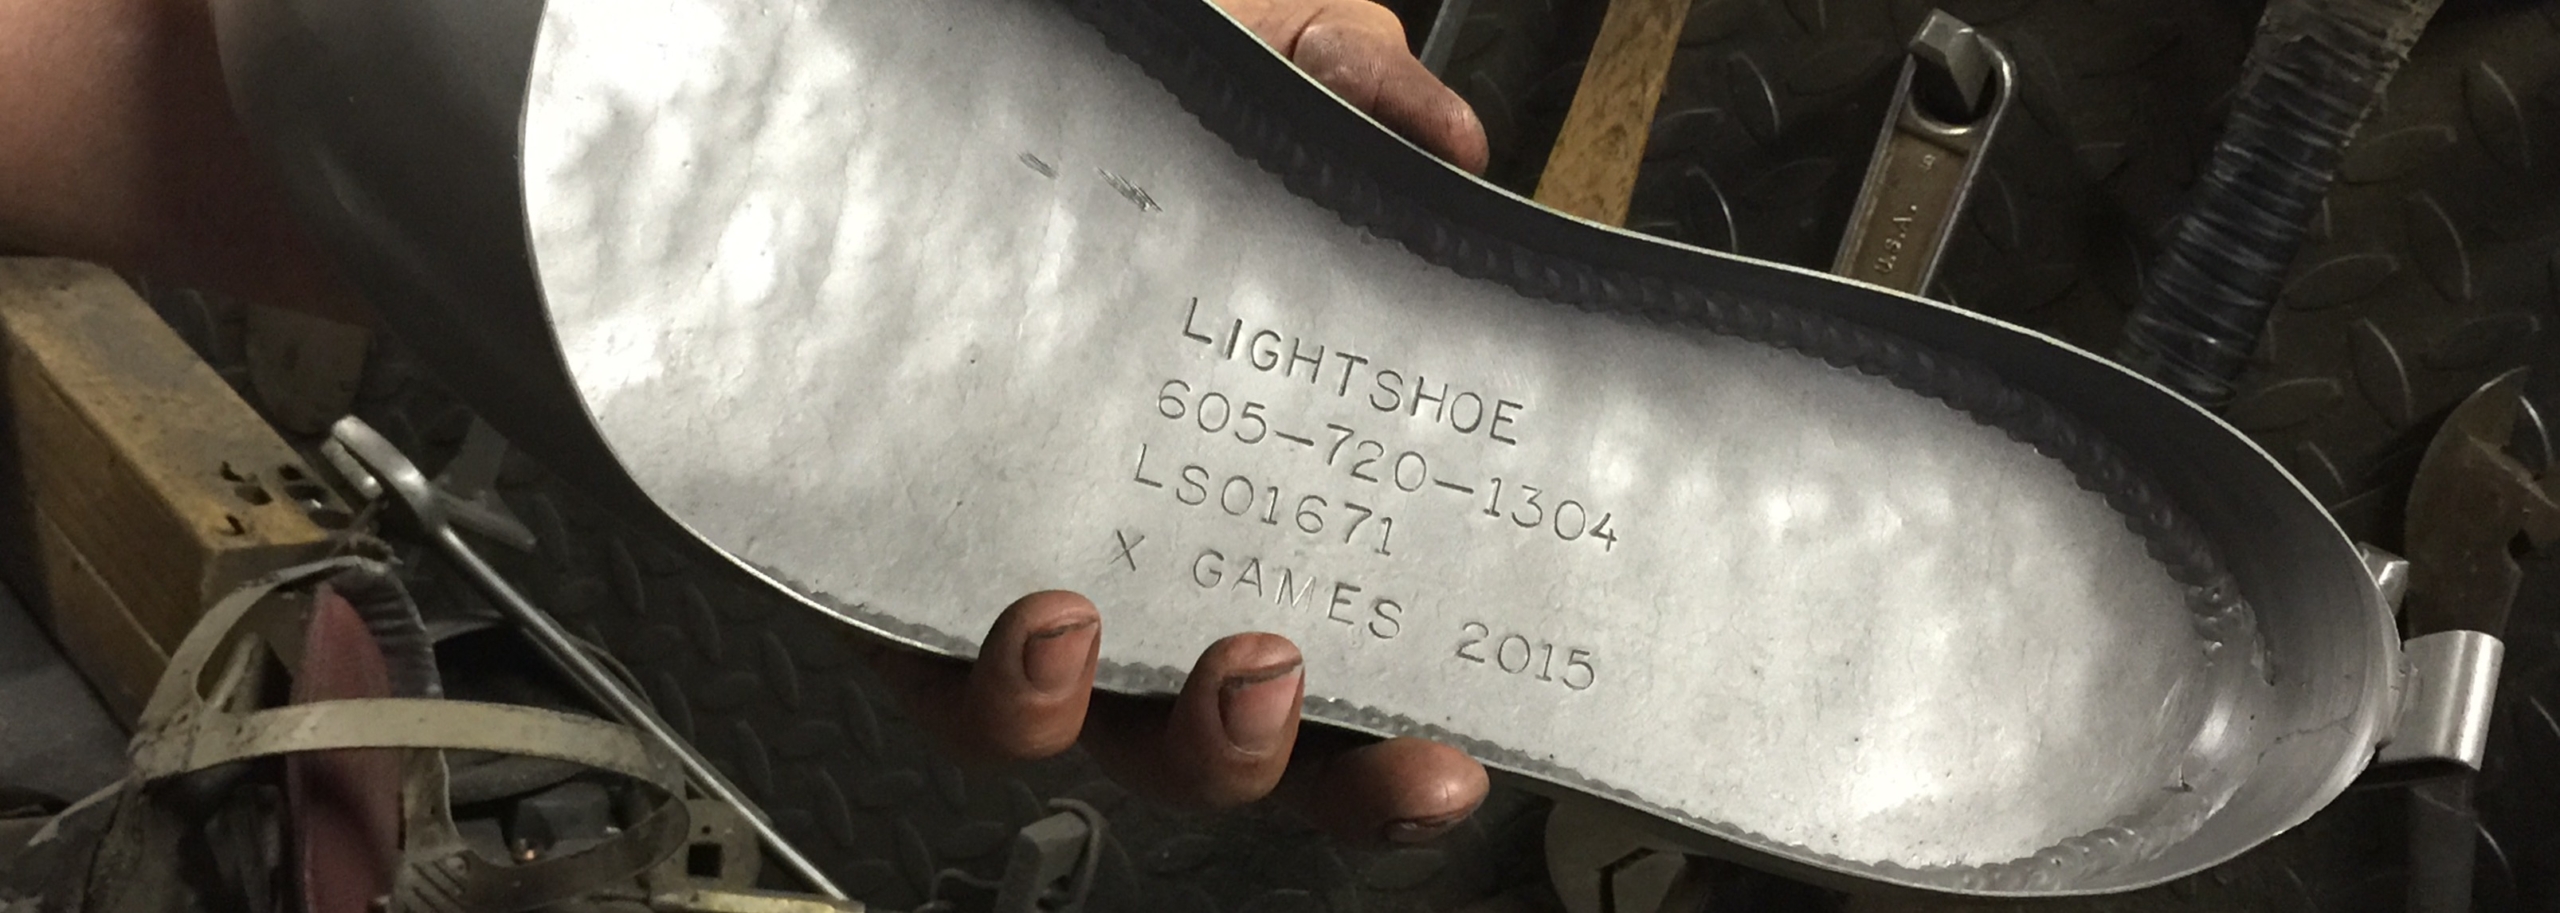 LIGHTSHOE
605-720-1304
LS01671
X GAMES 2015
U.S.A.